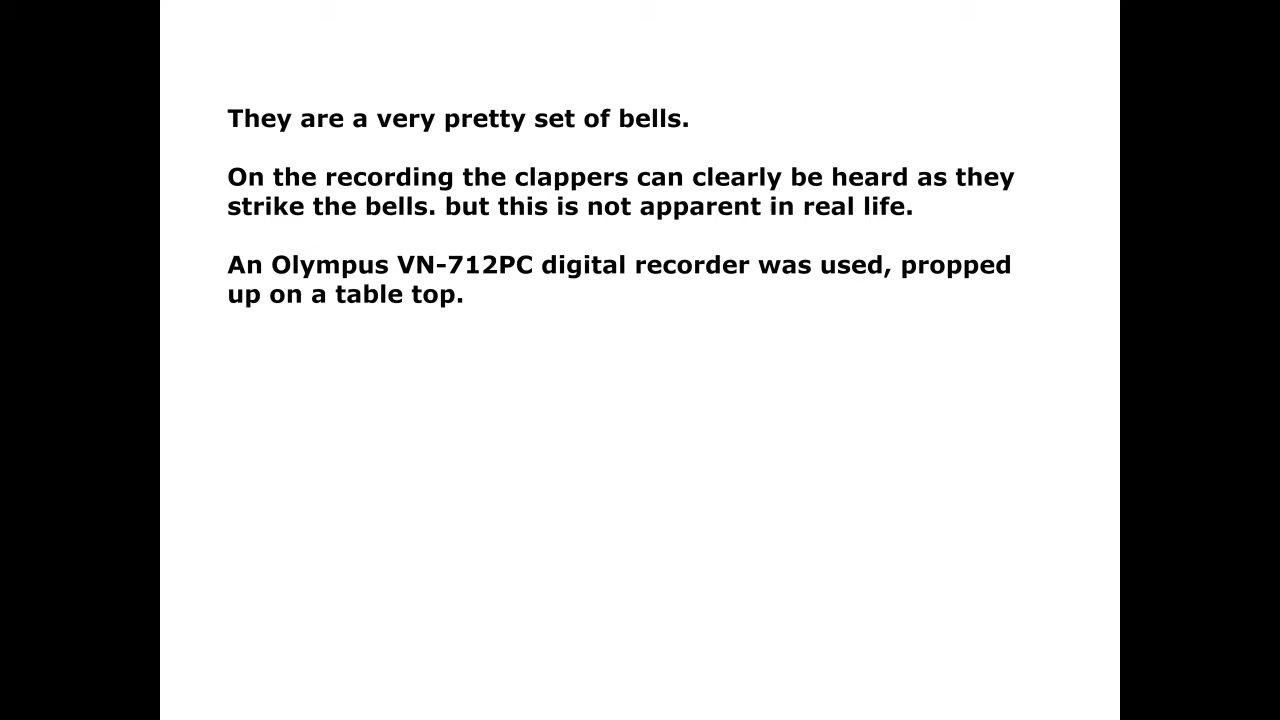 They are a very pretty set of bells.
On the recording the clappers can clearly be heard as they
strike the bells. but this is not apparent in real life.
An Olympus VN-712PC digital recorder was used, propped
up on a table top.